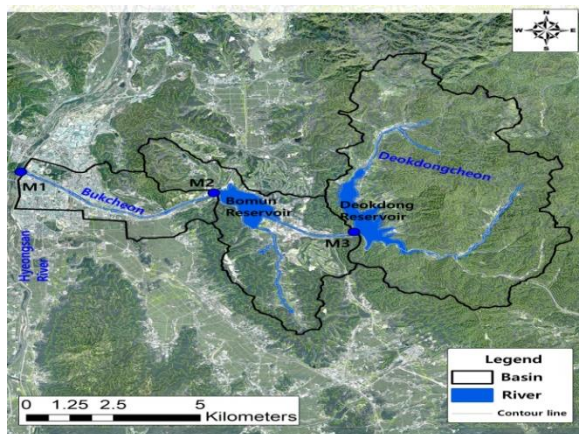 N
W E
S
Deokdongcheon
M1
M2
Bukcheon
Bomun
Reservoir
Deokdong
Reservoir
M3
Hyeongsan
River
Legend
Basin
River
Contour line
0 1.25 2.5 5
Kilometers